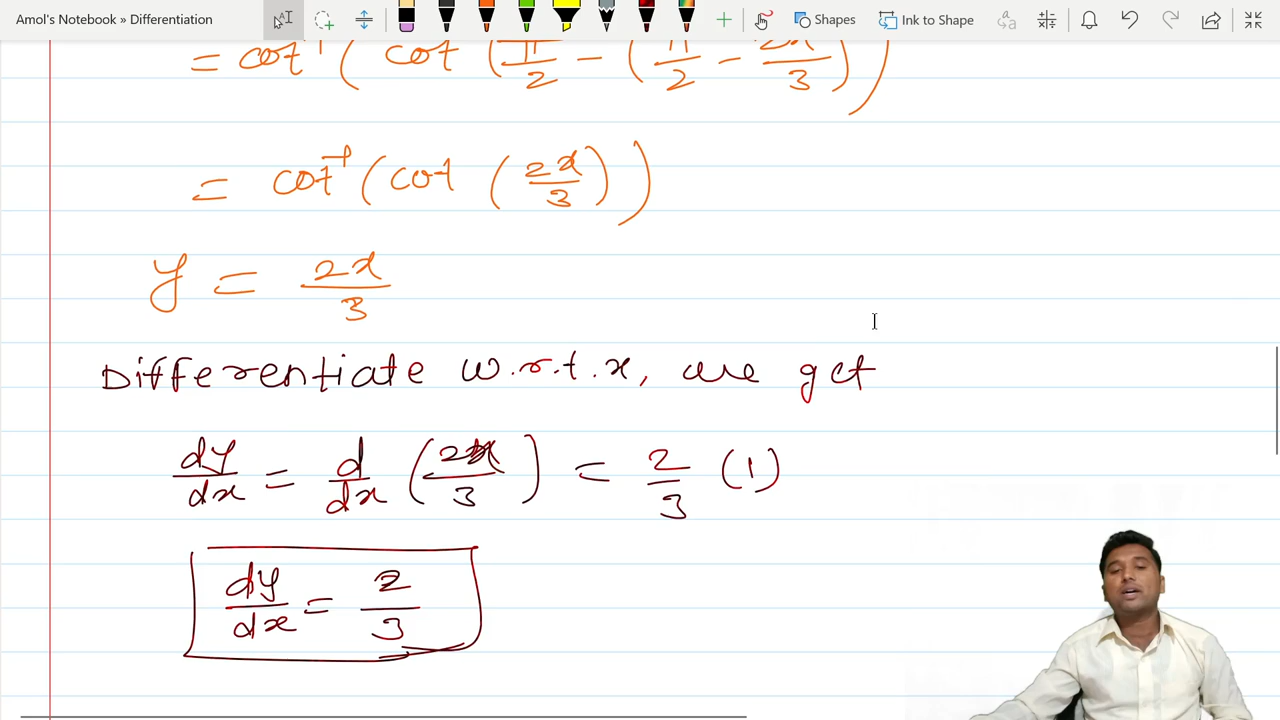 Amol's Notebook » Differentiation
Shapes
Ink to Shape
= cot⁻¹ ( cot ( π/2 − ( π/2 − 2x/3 ) )
= cot⁻¹ ( cot ( 2x/3 ) )
y = 2x/3
Differentiate w.r.t.x, we get
dy/dx = d/dx ( 2x/3 ) = 2/3 (1)
dy/dx = 2/3